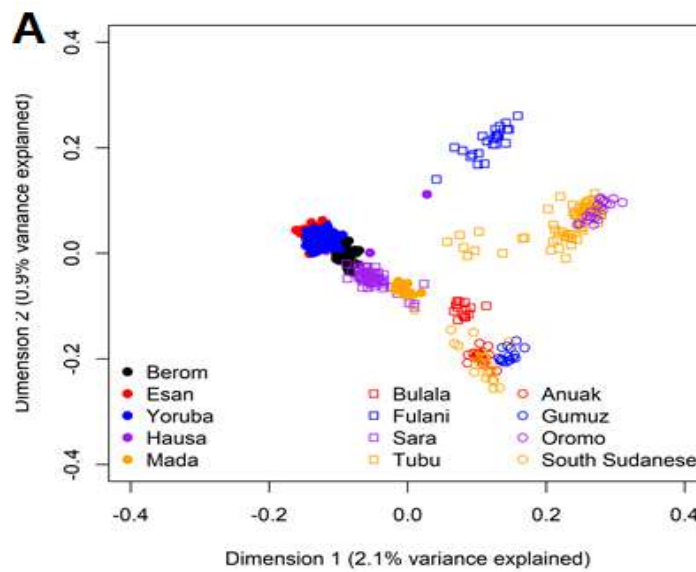 A
0.4
0.2
0.0
-0.2
-0.4
Dimension 2 (0.9% variance explained)
Berom
Esan
Yoruba
Hausa
Mada
Bulala
Fulani
Sara
Tubu
Anuak
Gumuz
Oromo
South Sudanese
-0.4
-0.2
0.0
0.2
0.4
Dimension 1 (2.1% variance explained)